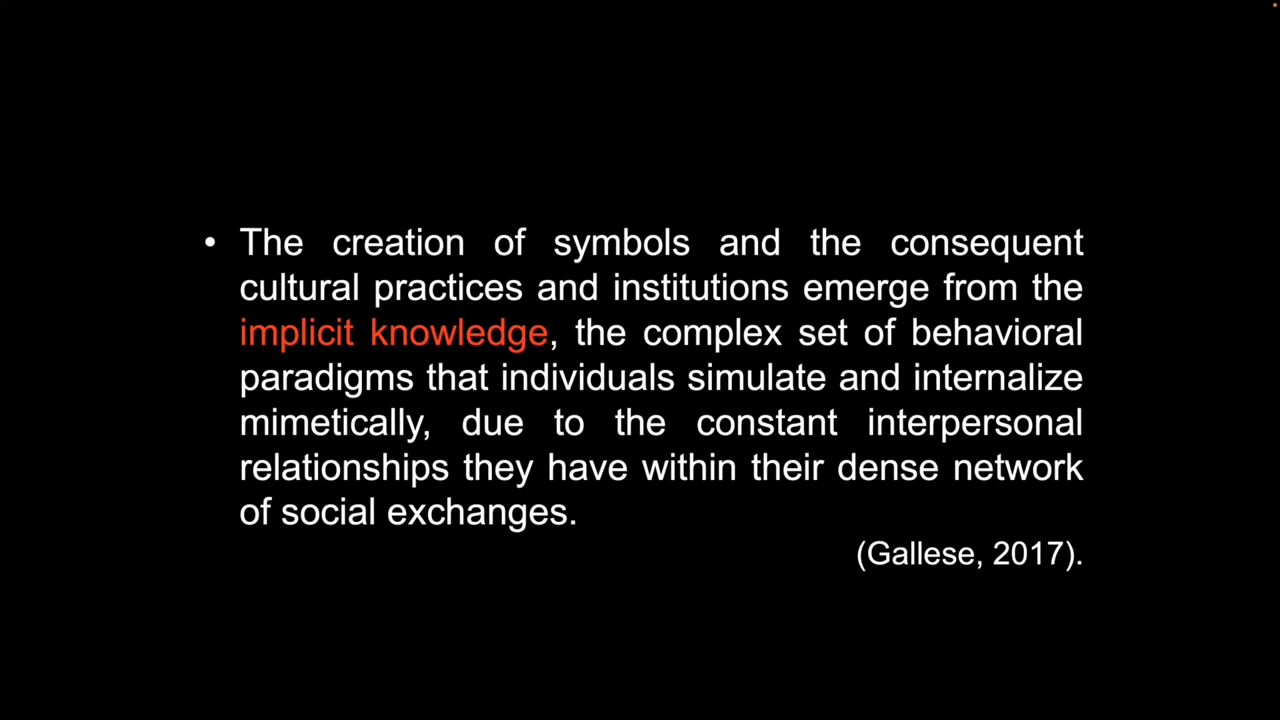 • The creation of symbols and the consequent
cultural practices and institutions emerge from the
implicit knowledge, the complex set of behavioral
paradigms that individuals simulate and internalize
mimetically, due to the constant interpersonal
relationships they have within their dense network
of social exchanges.
(Gallese, 2017).